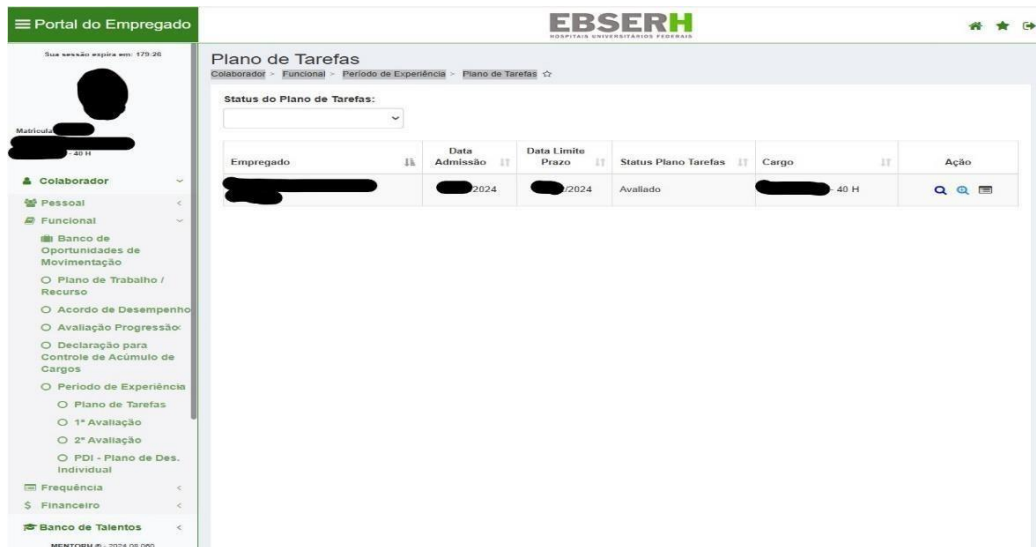 Portal do Empregado
EBSERH
HOSPITAIS UNIVERSITÁRIOS FEDERAIS
Sua sessão expira em: 179:26
Matrícula
- 40 H
Colaborador
Pessoal
Funcional
Banco de
Oportunidades de
Movimentação
Plano de Trabalho /
Recurso
Acordo de Desempenho
Avaliação Progressão
Declaração para
Controle de Acúmulo de
Cargos
Período de Experiência
Plano de Tarefas
1ª Avaliação
2ª Avaliação
PDI - Plano de Des.
Individual
Frequência
$ Financeiro
Banco de Talentos
MENTORH ® - 2024.08.080
Plano de Tarefas
Colaborador > Funcional > Período de Experiência > Plano de Tarefas
Status do Plano de Tarefas:
Empregado Data Admissão Data Limite Prazo Status Plano Tarefas Cargo Ação
2024 /2024 Avaliado - 40 H